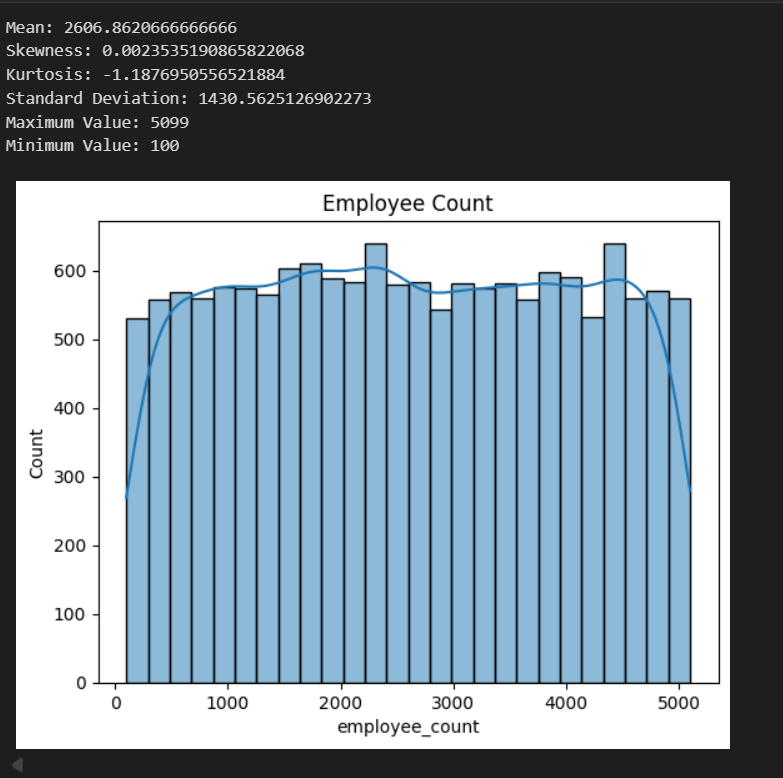 Mean: 2606.8620666666666
Skewness: 0.0023535190865822068
Kurtosis: -1.1876950556521884
Standard Deviation: 1430.5625126902273
Maximum Value: 5099
Minimum Value: 100
Employee Count
600
500
400
300
200
100
0
Count
0 1000 2000 3000 4000 5000
employee_count